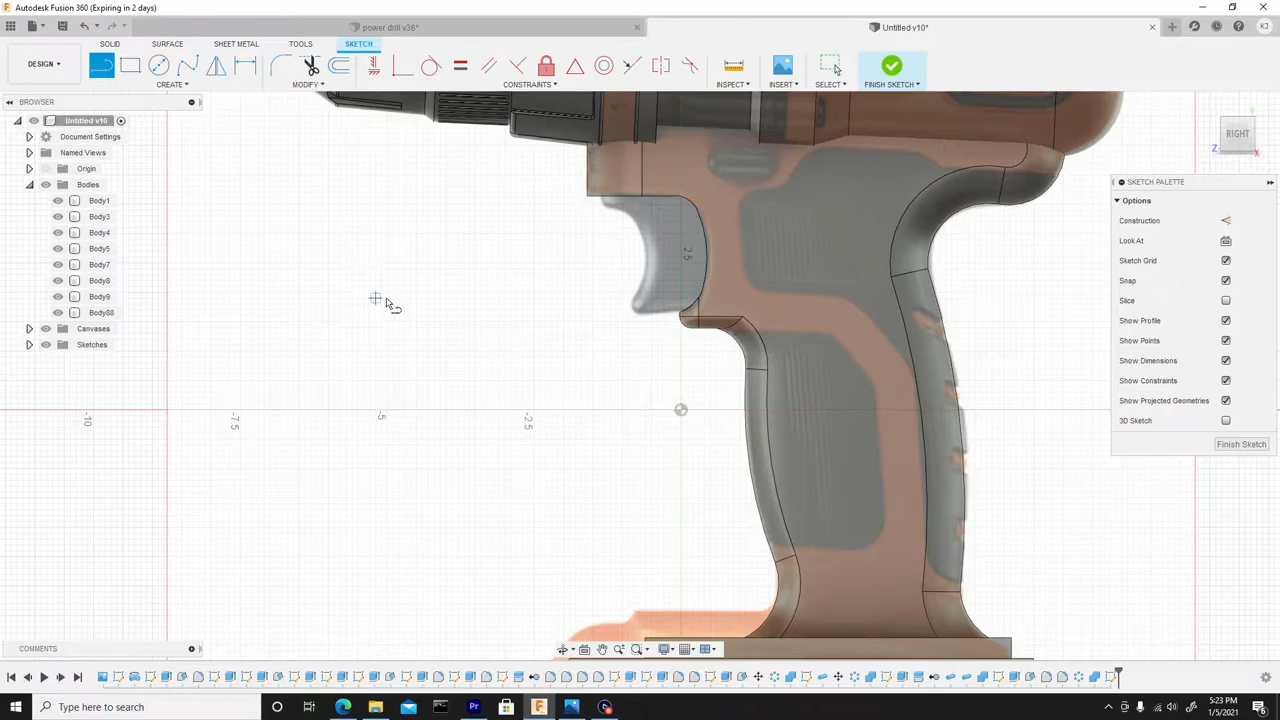 Autodesk Fusion 360 (Expiring in 2 days)
power drill v36*
Untitled v10*
KJ
SOLID SURFACE SHEET METAL TOOLS SKETCH
DESIGN
CREATE MODIFY CONSTRAINTS INSPECT INSERT SELECT FINISH SKETCH
BROWSER
Untitled v10
Document Settings
Named Views
Origin
Bodies
Body1
Body3
Body4
Body5
Body7
Body8
Body9
Body88
Canvases
Sketches
RIGHT
Y
Z
X
SKETCH PALETTE
Options
Construction
Look At
Sketch Grid
Snap
Slice
Show Profile
Show Points
Show Dimensions
Show Constraints
Show Projected Geometries
3D Sketch
Finish Sketch
2.5
-10
-7.5
-5
-2.5
COMMENTS
Type here to search
Pr
5:23 PM
1/5/2021